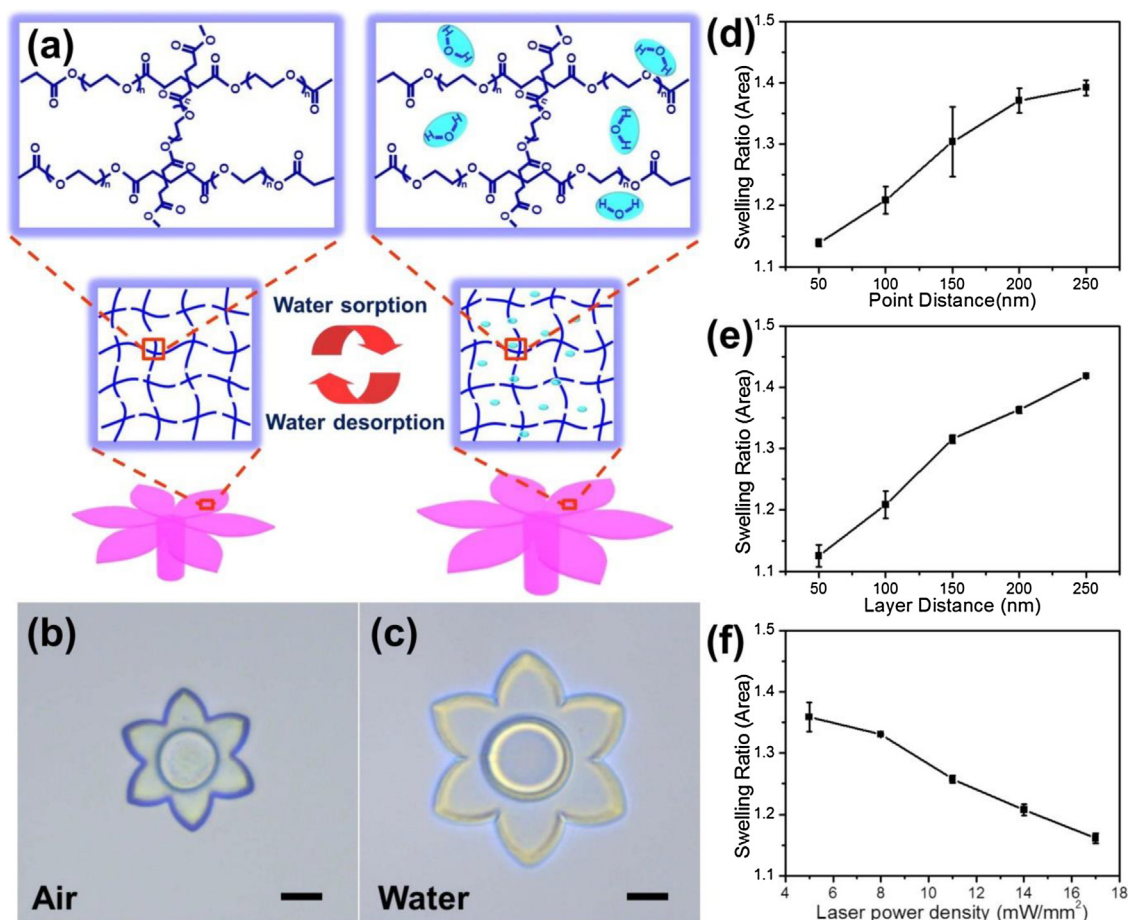 (a)
Water sorption
Water desorption
(b)
Air
(c)
Water
(d)
Swelling Ratio (Area)
1.5
1.4
1.3
1.2
1.1
50 100 150 200 250
Point Distance(nm)
(e)
Swelling Ratio (Area)
1.5
1.4
1.3
1.2
1.1
50 100 150 200 250
Layer Distance (nm)
(f)
Swelling Ratio (Area)
1.5
1.4
1.3
1.2
1.1
4 6 8 10 12 14 16 18
Laser power density (mW/mm²)